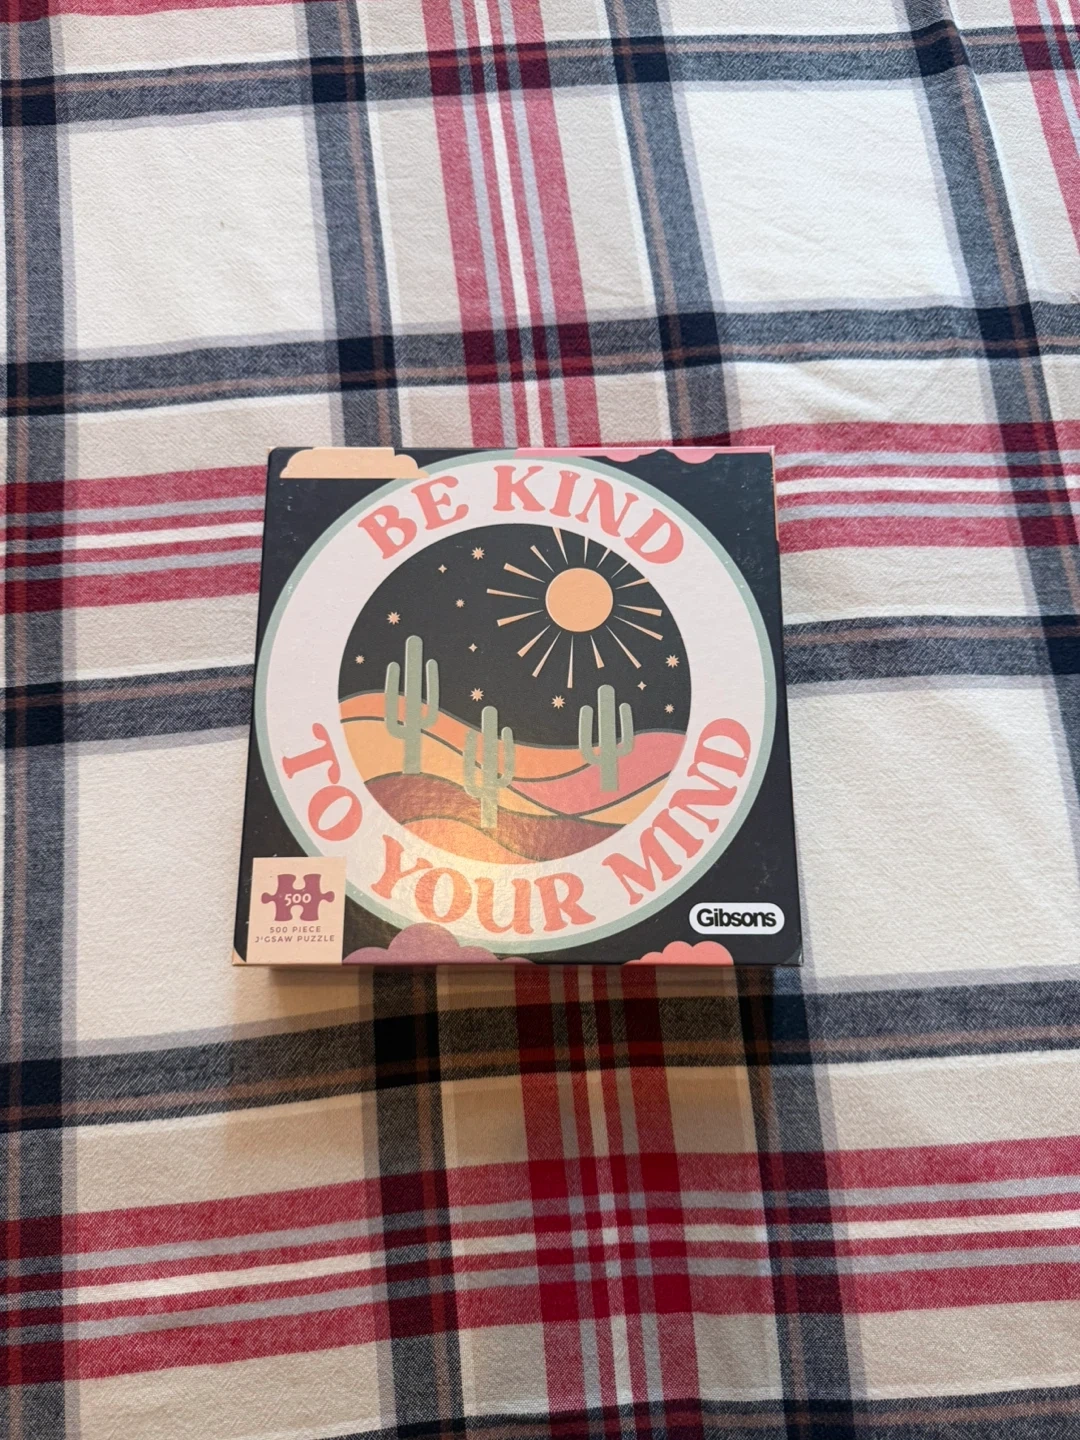 BE KIND
TO YOUR MIND
500
500 PIECE
JIGSAW PUZZLE
Gibsons